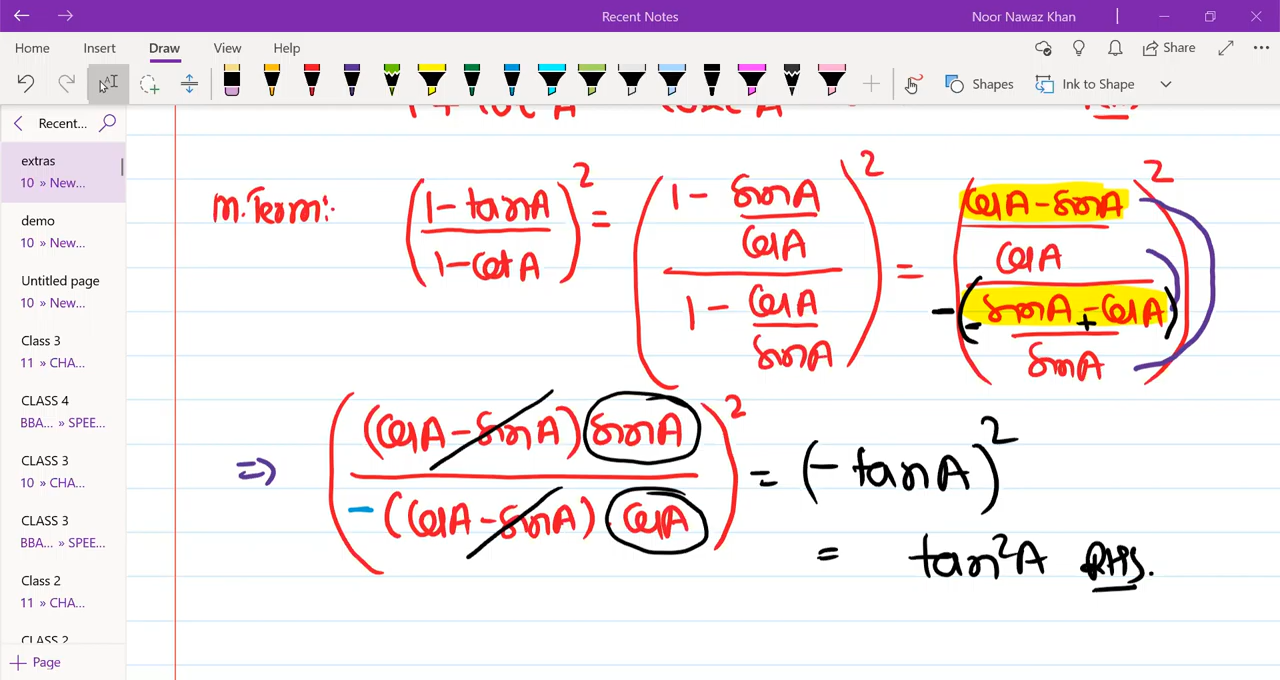 Recent Notes
Noor Nawaz Khan
Home Insert Draw View Help
Share
Shapes
Ink to Shape
Recent...
extras
10 » New...
demo
10 » New...
Untitled page
10 » New...
Class 3
11 » CHA...
CLASS 4
BBA... » SPEE...
CLASS 3
10 » CHA...
CLASS 3
BBA... » SPEE...
Class 2
11 » CHA...
CLASS 2
+ Page
M.Term:. ((1 - tanA)/(1 - cotA))² = ((1 - sinA/cosA)/(1 - cosA/sinA))² = (((cosA - sinA)/cosA)/(-(- sinA + cosA)/sinA))²
⇒ ((cosA - sinA) sinA / -(cosA - sinA) . cosA)² = (- tanA)²
= tan²A RHS.